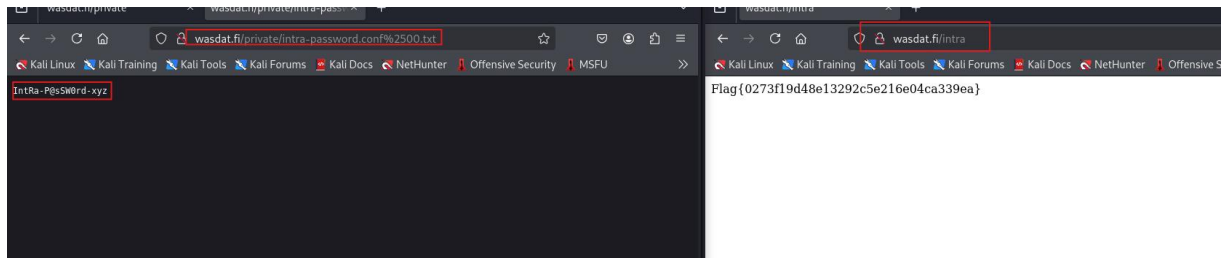 wasdat.fi/private
wasdat.fi/private/intra-pass
wasdat.fi/private/intra-password.conf%2500.txt
Kali Linux Kali Training Kali Tools Kali Forums Kali Docs NetHunter Offensive Security MSFU
IntRa-P@sSW0rd-xyz
wasdat.fi/intra
wasdat.fi/intra
Kali Linux Kali Training Kali Tools Kali Forums Kali Docs NetHunter Offensive S
Flag{0273f19d48e13292c5e216e04ca339ea}